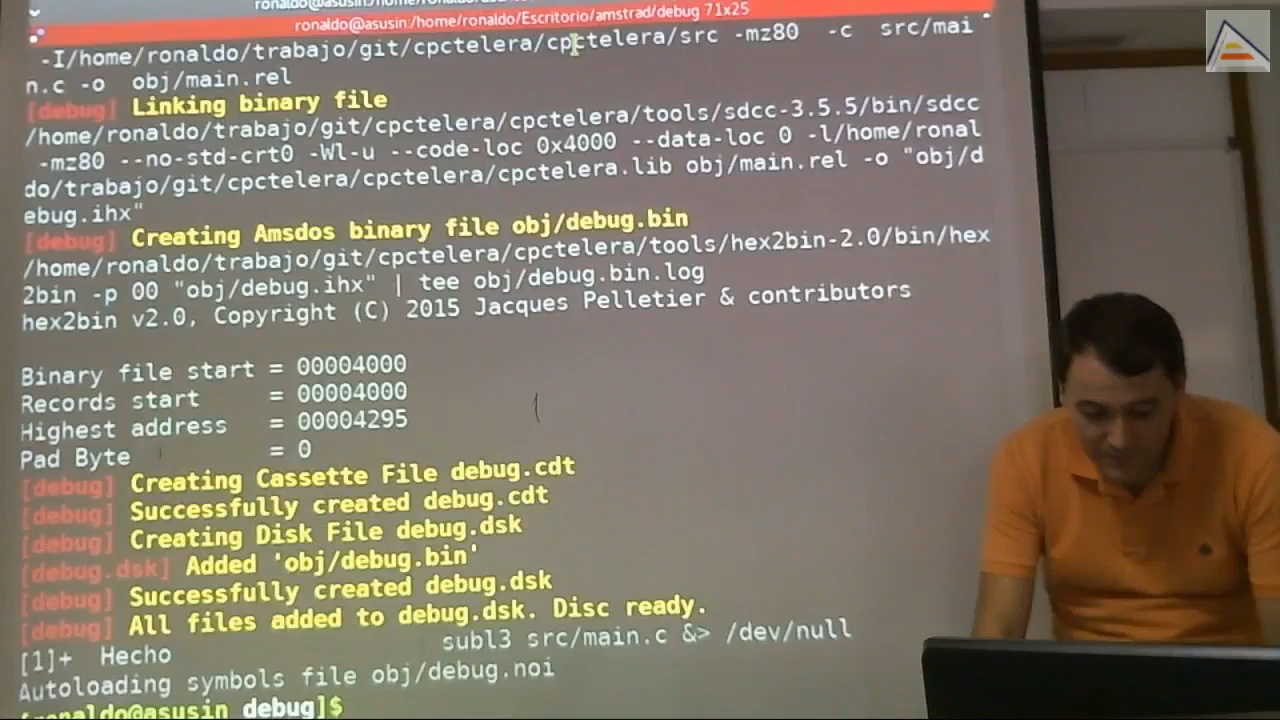 ronaldo@asusin:/home/ronaldo/Escritorio/amstrad/debug 71x25
-I/home/ronaldo/trabajo/git/cpctelera/cpctelera/src -mz80 -c src/mai
n.c -o obj/main.rel
[debug] Linking binary file
/home/ronaldo/trabajo/git/cpctelera/cpctelera/tools/sdcc-3.5.5/bin/sdcc
-mz80 --no-std-crt0 -Wl-u --code-loc 0x4000 --data-loc 0 -l/home/ronal
do/trabajo/git/cpctelera/cpctelera/cpctelera.lib obj/main.rel -o "obj/d
ebug.ihx"
[debug] Creating Amsdos binary file obj/debug.bin
/home/ronaldo/trabajo/git/cpctelera/cpctelera/tools/hex2bin-2.0/bin/hex
2bin -p 00 "obj/debug.ihx" | tee obj/debug.bin.log
hex2bin v2.0, Copyright (C) 2015 Jacques Pelletier & contributors
Binary file start = 00004000
Records start = 00004000
Highest address = 00004295
Pad Byte = 0
[debug] Creating Cassette File debug.cdt
[debug] Successfully created debug.cdt
[debug] Creating Disk File debug.dsk
[debug.dsk] Added 'obj/debug.bin'
[debug] Successfully created debug.dsk
[debug] All files added to debug.dsk. Disc ready.
[1]+ Hecho subl3 src/main.c &> /dev/null
Autoloading symbols file obj/debug.noi
[ronaldo@asusin debug]$